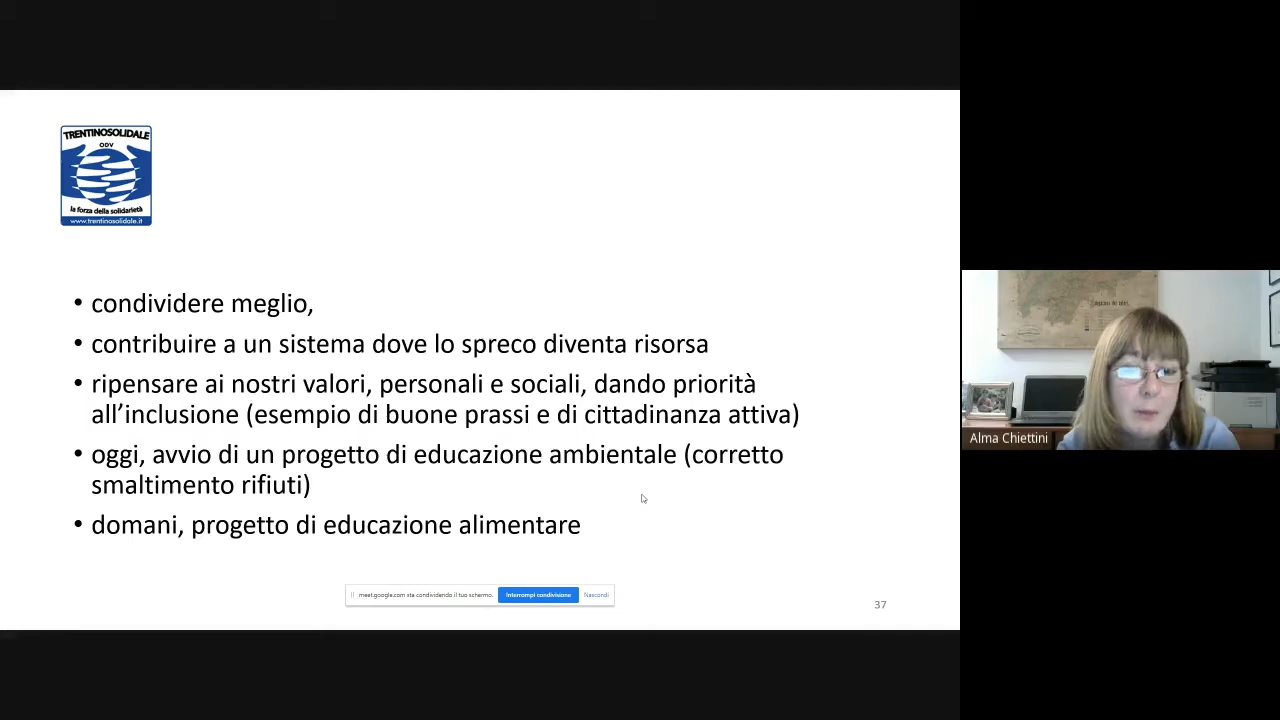 TRENTINOSOLIDALE
ODV
la forza della solidarietà
www.trentinosolidale.it
• condividere meglio,
• contribuire a un sistema dove lo spreco diventa risorsa
• ripensare ai nostri valori, personali e sociali, dando priorità
all’inclusione (esempio di buone prassi e di cittadinanza attiva)
• oggi, avvio di un progetto di educazione ambientale (corretto
smaltimento rifiuti)
• domani, progetto di educazione alimentare
meet.google.com sta condividendo il tuo schermo. Interrompi condivisione Nascondi
37
Alma Chiettini